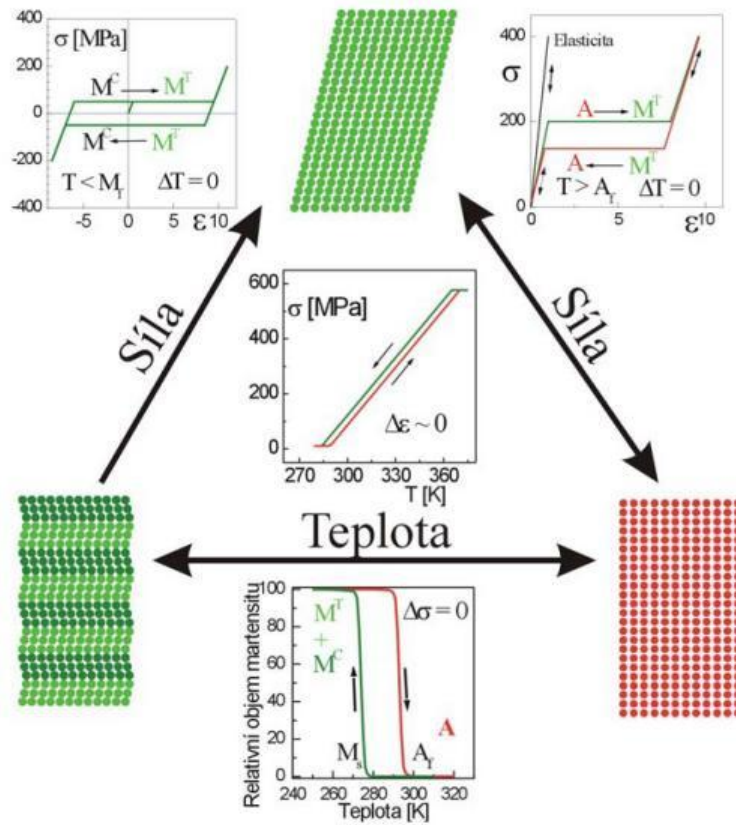 400
σ [MPa]
200
0
-200
-400
M^C → M^T
M^C ← M^T
T < M_f ΔT = 0
-5 0 5 ε 10
400
σ
200
0
Elasticita
A → M^T
A ← M^T
T > A_f ΔT = 0
0 5 ε 10
Síla
Síla
600
σ [MPa]
400
200
0
Δε ~ 0
270 300 330 360
T [K]
Teplota
100
80
60
40
20
0
Relativní objem martensitu
M^T
+
M^C
Δσ = 0
A
M_s A_f
240 260 280 300 320
Teplota [K]